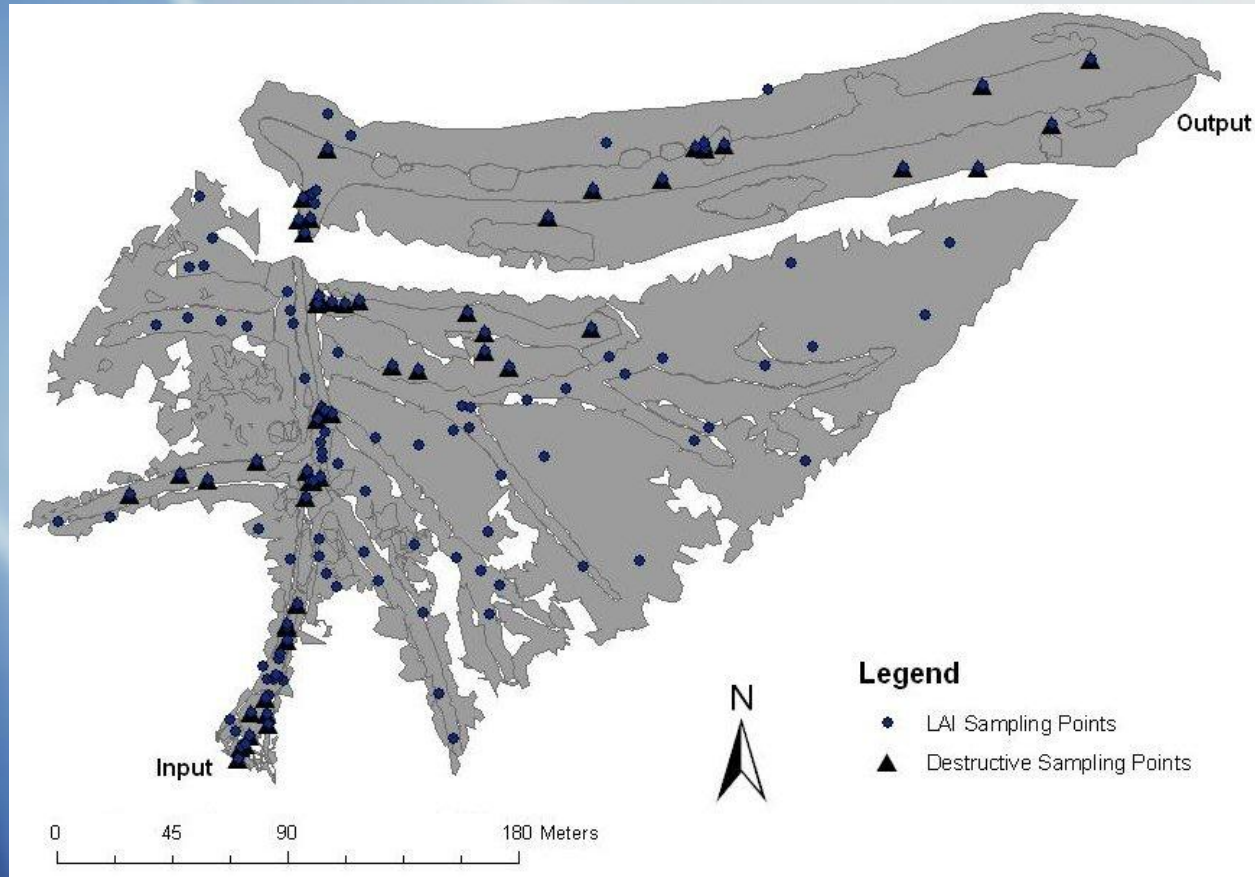 Output
N
Legend
LAI Sampling Points
Destructive Sampling Points
Input
0 45 90 180 Meters